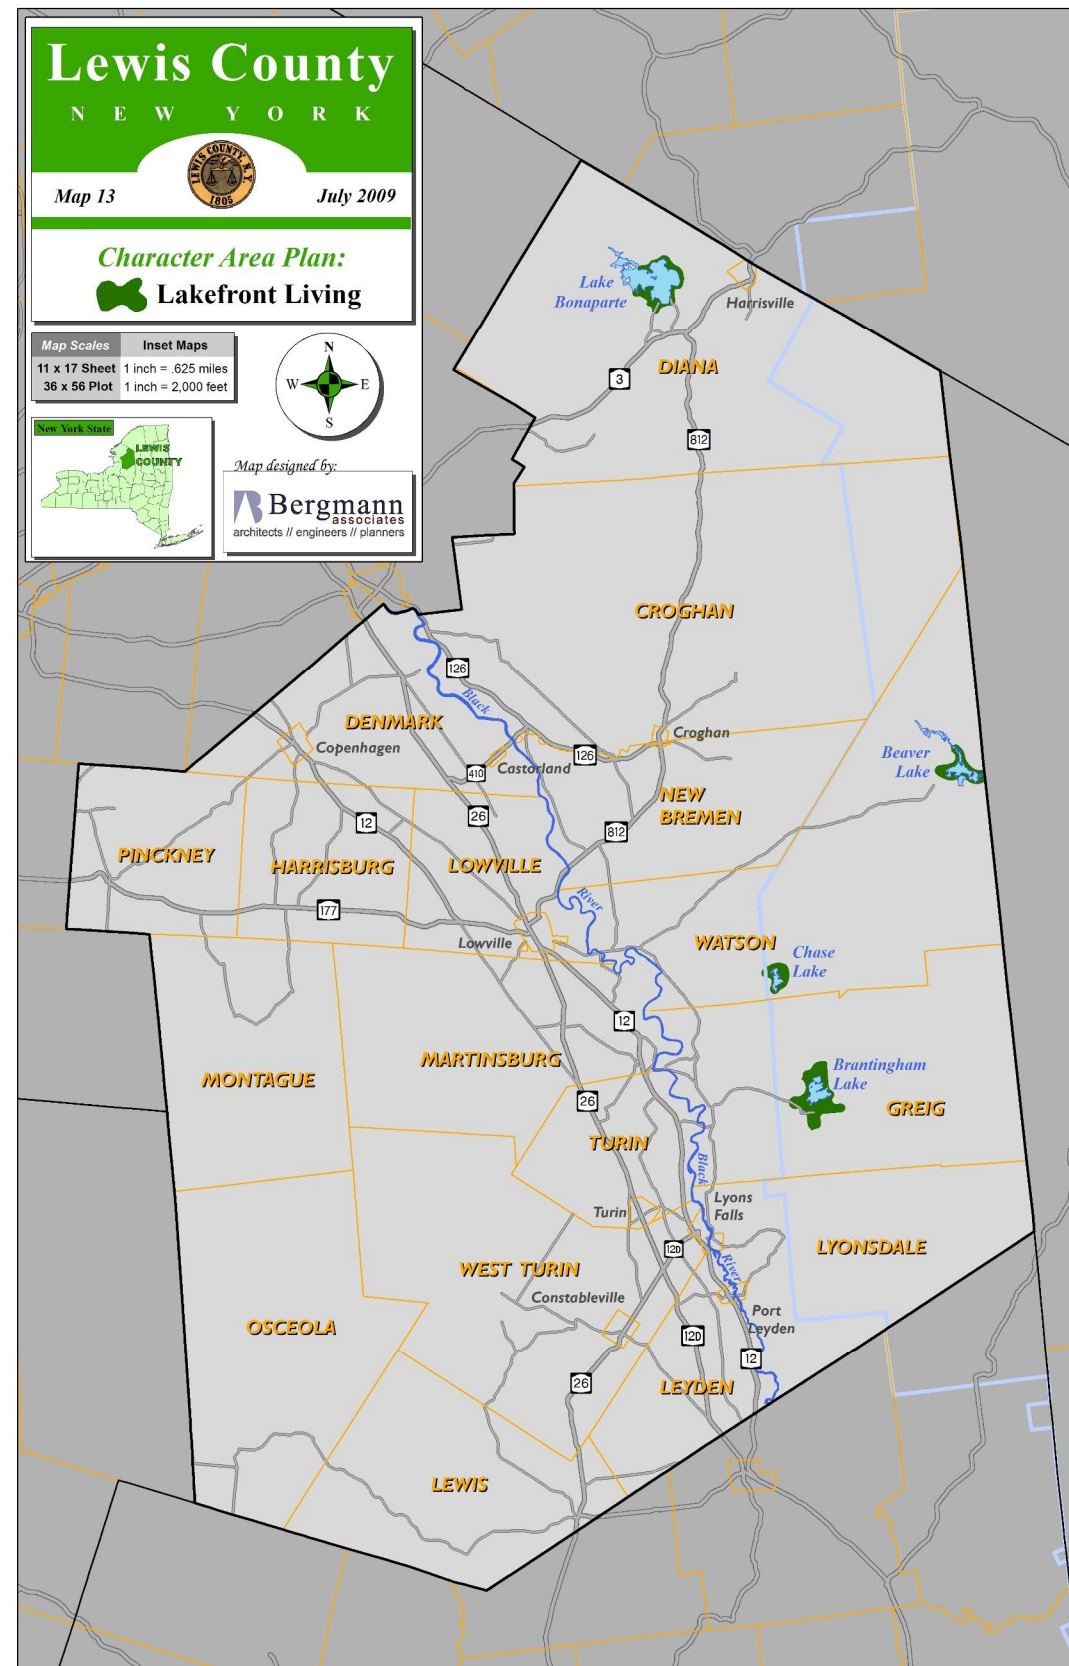 Lewis County
NEW YORK
LEWIS COUNTY, N.Y.
1805
Map 13
July 2009
Character Area Plan:
Lakefront Living
Map Scales Inset Maps
11 x 17 Sheet 1 inch = .625 miles
36 x 56 Plot 1 inch = 2,000 feet
N
W E
S
New York State
LEWIS
COUNTY
Map designed by:
Bergmann
associates
architects // engineers // planners
Lake
Bonaparte
Harrisville
DIANA
3
812
CROGHAN
126
Black
DENMARK
Copenhagen
Croghan
126
410
Castorland
Beaver
Lake
NEW
BREMEN
26
12
812
PINCKNEY
HARRISBURG
LOWVILLE
River
177
Lowville
WATSON
Chase
Lake
12
MARTINSBURG
MONTAGUE
Brantingham
Lake
26
GREIG
TURIN
Black
Turin
Lyons
Falls
12D
LYONSDALE
WEST TURIN
River
Constableville
Port
Leyden
OSCEOLA
12D
12
26
LEYDEN
LEWIS